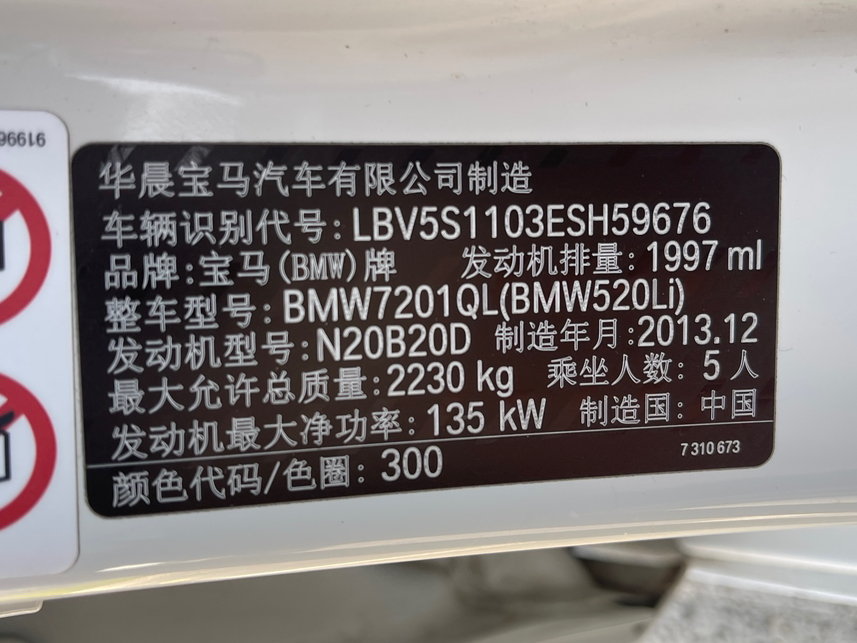 华晨宝马汽车有限公司制造
车辆识别代号: LBV5S1103ESH59676
品牌: 宝马(BMW)牌 发动机排量: 1997 ml
整车型号: BMW7201QL(BMW520Li)
发动机型号: N20B20D 制造年月: 2013.12
最大允许总质量: 2230 kg 乘坐人数: 5 人
发动机最大净功率: 135 kW 制造国: 中国
颜色代码/色圈: 300 7 310 673